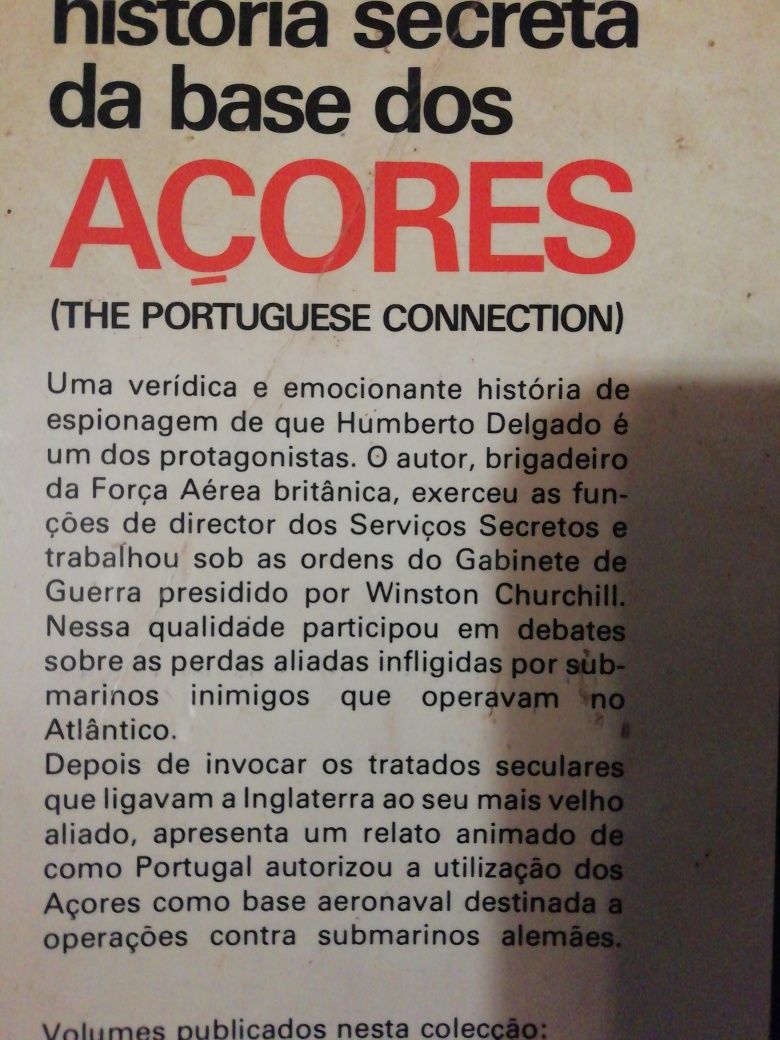 história secreta
da base dos
AÇORES
(THE PORTUGUESE CONNECTION)
Uma verídica e emocionante história de
espionagem de que Humberto Delgado é
um dos protagonistas. O autor, brigadeiro
da Força Aérea britânica, exerceu as fun-
ções de director dos Serviços Secretos e
trabalhou sob as ordens do Gabinete de
Guerra presidido por Winston Churchill.
Nessa qualidade participou em debates
sobre as perdas aliadas infligidas por sub-
marinos inimigos que operavam no
Atlântico.
Depois de invocar os tratados seculares
que ligavam a Inglaterra ao seu mais velho
aliado, apresenta um relato animado de
como Portugal autorizou a utilização dos
Açores como base aeronaval destinada a
operações contra submarinos alemães.
Volumes publicados nesta colecção: